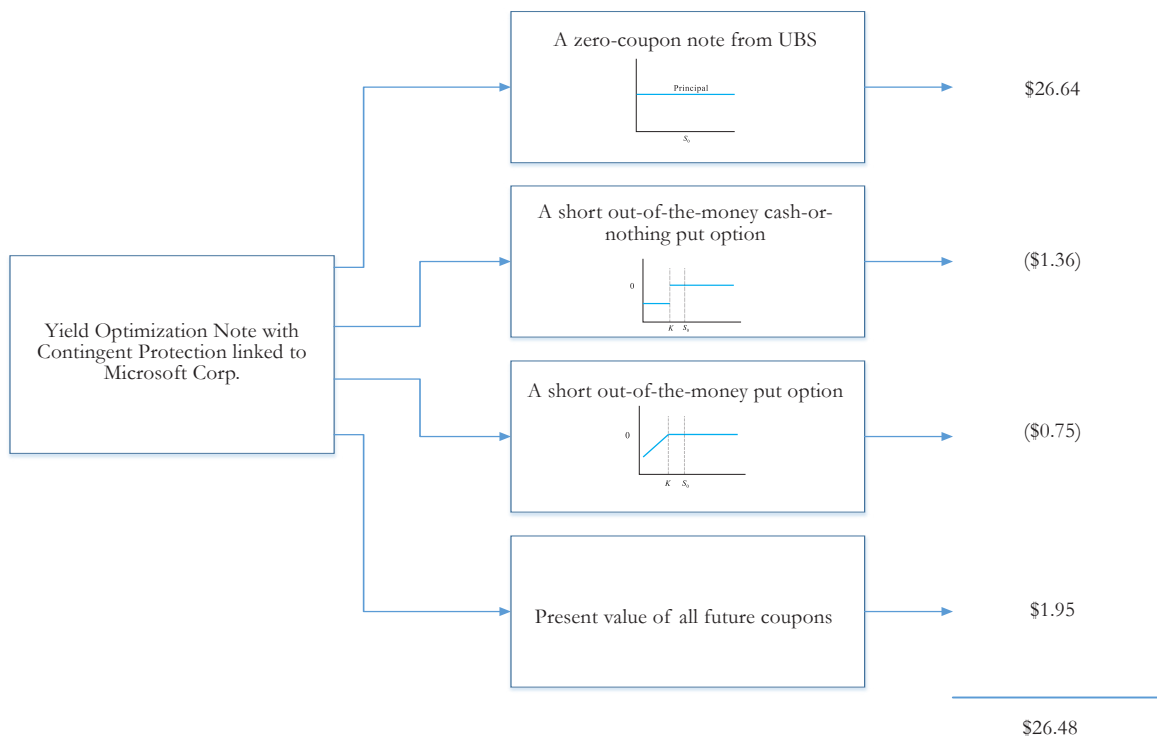 A zero-coupon note from UBS
Principal
S₀
$26.64
A short out-of-the-money cash-or-
nothing put option
0
K S₀
($1.36)
Yield Optimization Note with
Contingent Protection linked to
Microsoft Corp.
A short out-of-the-money put option
0
K S₀
($0.75)
Present value of all future coupons
$1.95
$26.48